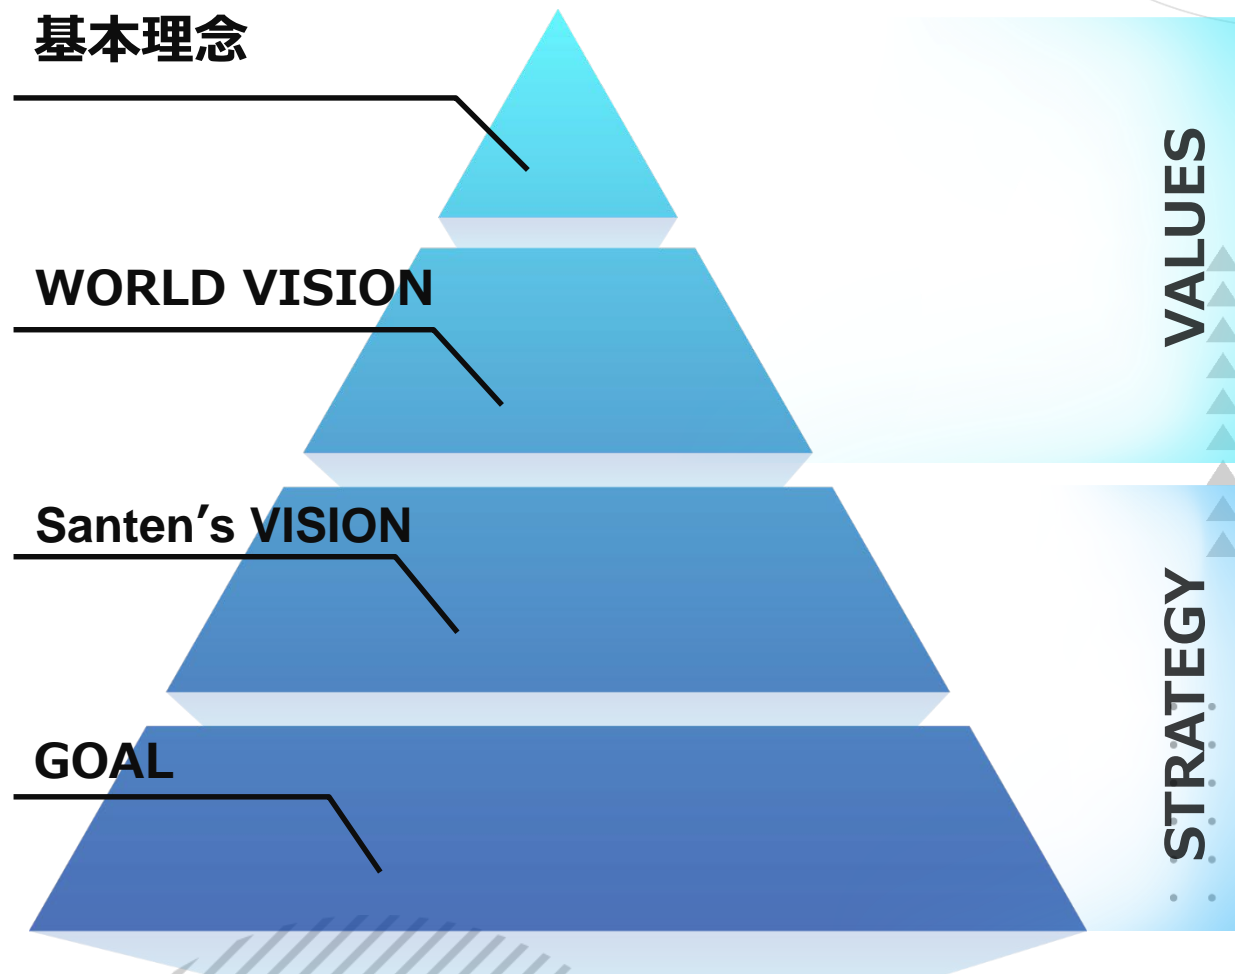 基本理念
WORLD VISION
Santen’s VISION
GOAL
VALUES
STRATEGY